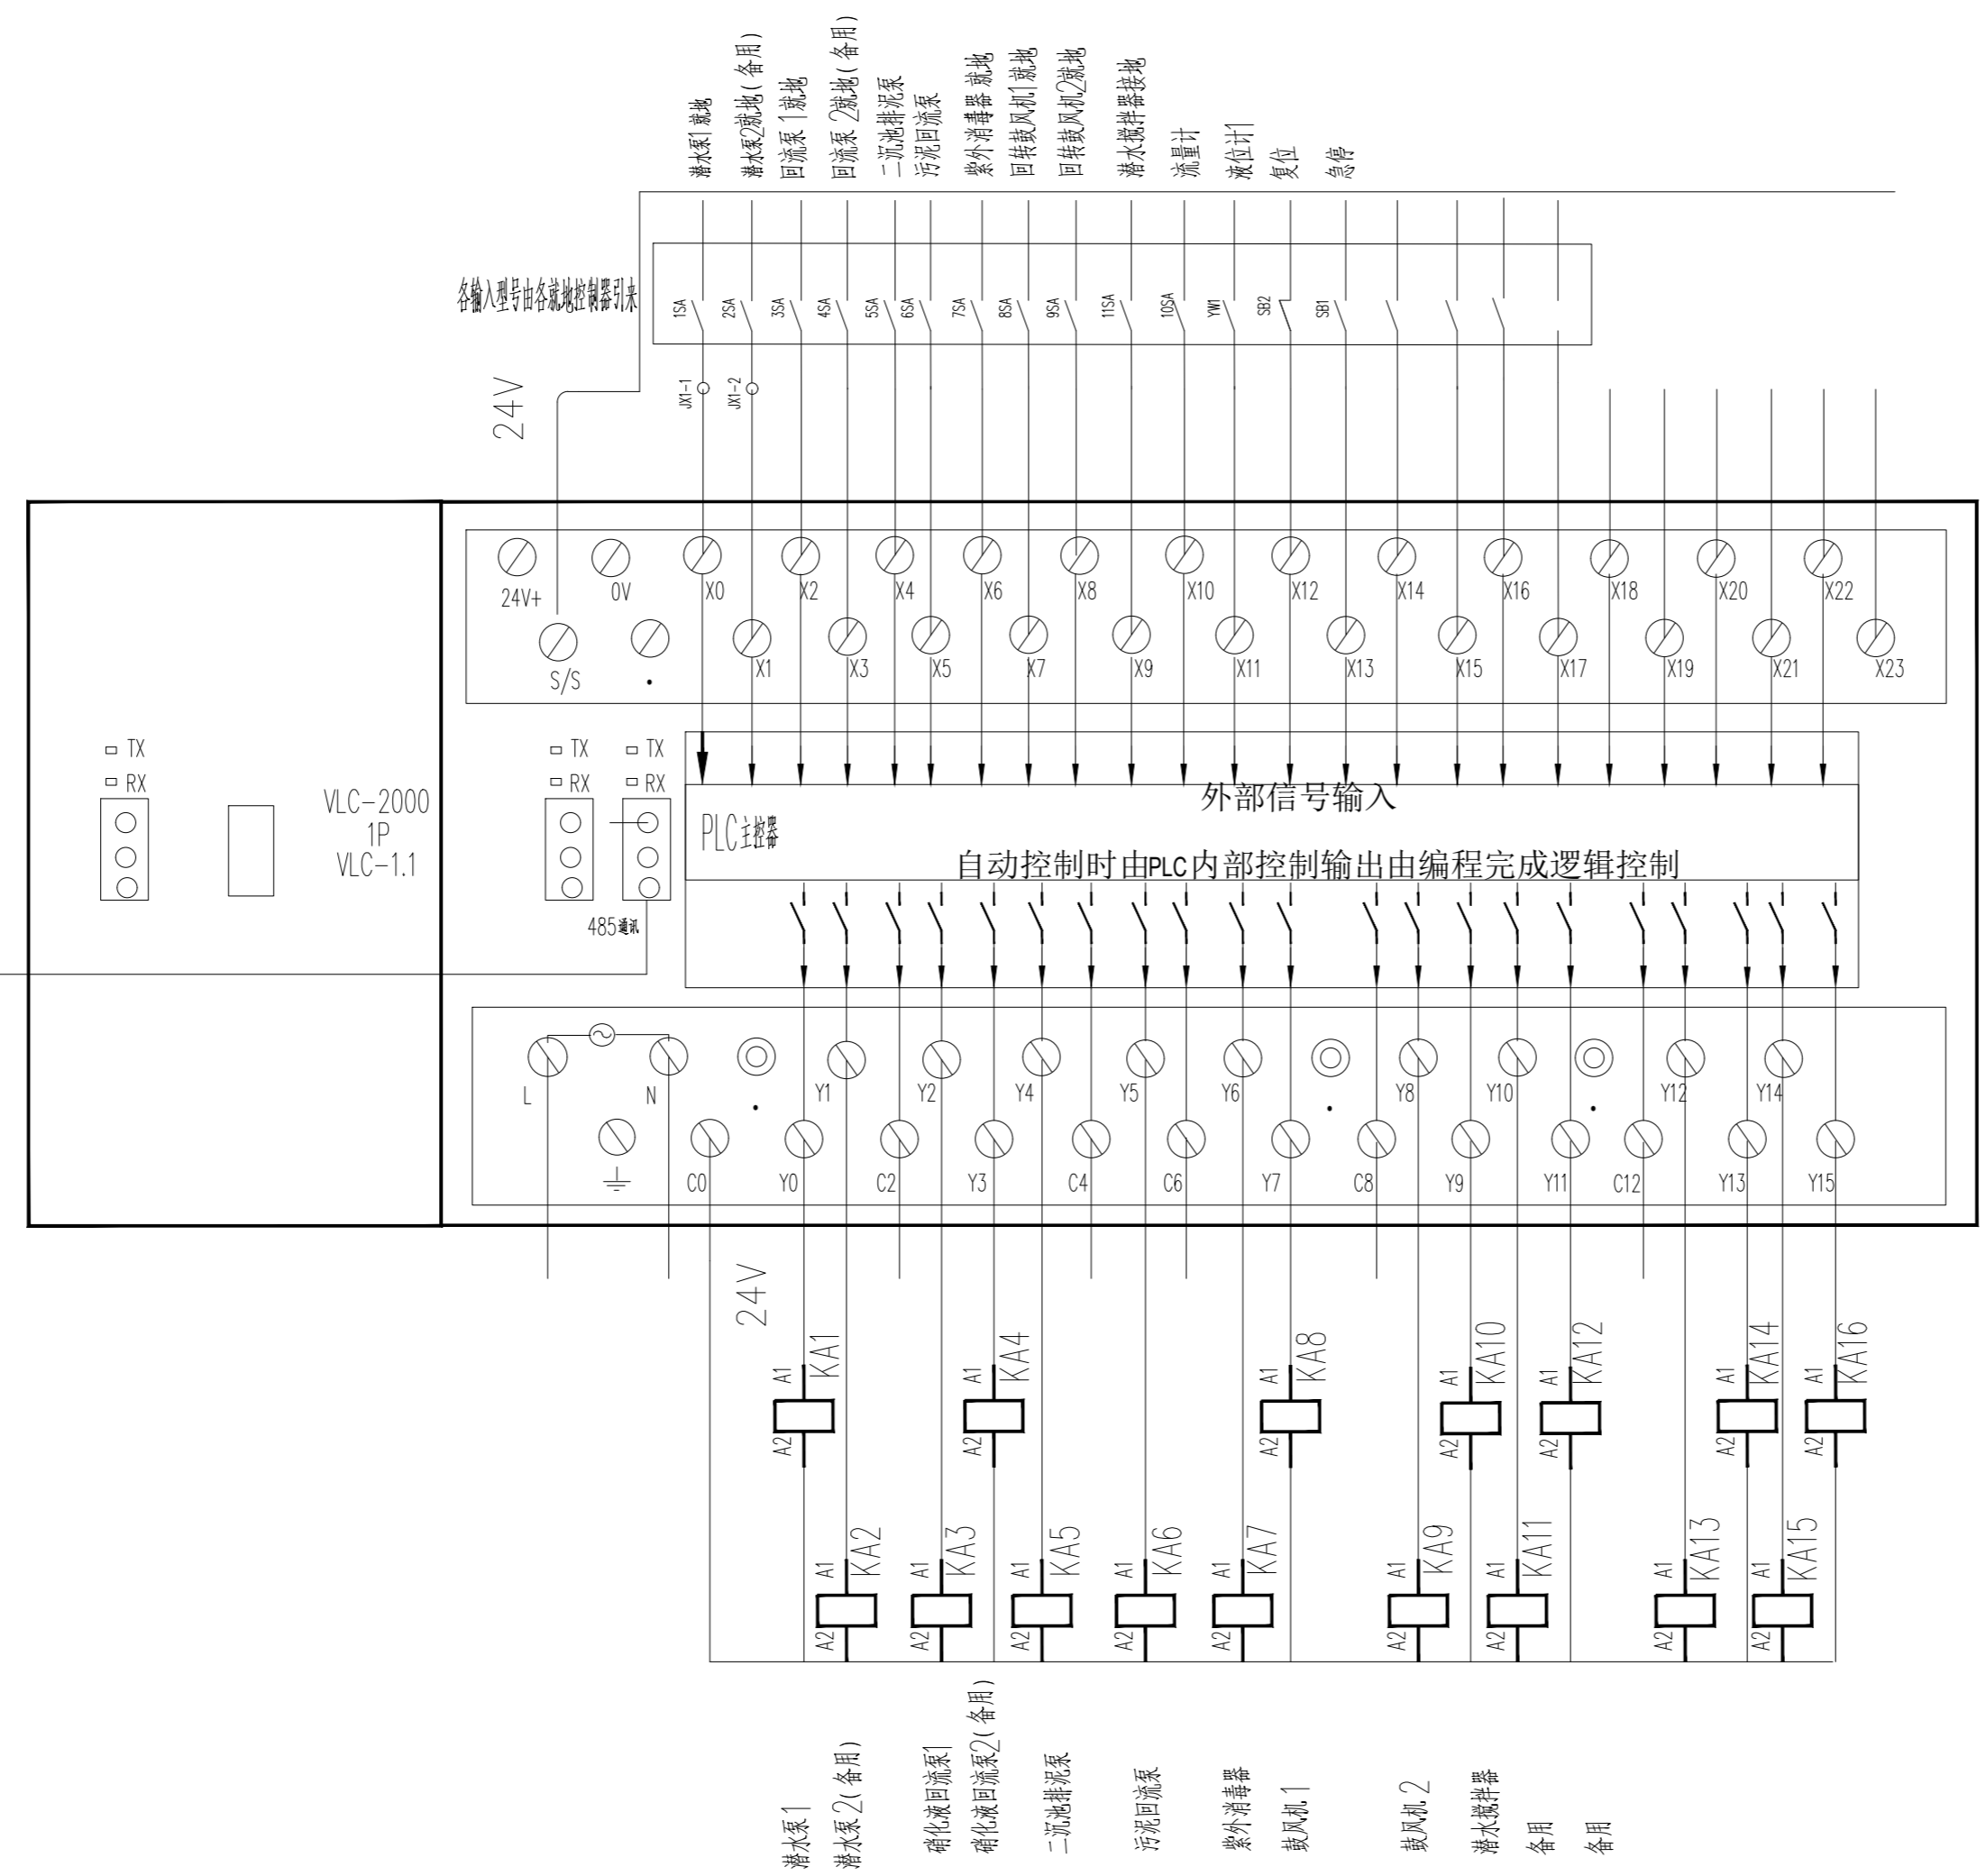 潜水泵1就地
潜水泵2就地(备用)
回流泵 1就地
回流泵 2就地(备用)
二沉池排泥泵
污泥回流泵
紫外消毒器 就地
回转鼓风机1就地
回转鼓风机2就地
潜水搅拌器接地
流量计
液位计1
复位
急停
各输入型号由各就地控制器引来
1SA
2SA
3SA
4SA
5SA
6SA
7SA
8SA
9SA
11SA
10SA
YW1
SB2
SB1
JX1-1
JX1-2
24V
24V+
0V
X0
X2
X4
X6
X8
X10
X12
X14
X16
X18
X20
X22
S/S
X1
X3
X5
X7
X9
X11
X13
X15
X17
X19
X21
X23
TX
RX
VLC-2000
1P
VLC-1.1
TX
RX
TX
RX
485通讯
外部信号输入
PLC主控器
自动控制时由PLC内部控制输出由编程完成逻辑控制
L
N
Y1
Y2
Y4
Y5
Y6
Y8
Y10
Y12
Y14
C0
Y0
C2
Y3
C4
C6
Y7
C8
Y9
Y11
C12
Y13
Y15
24V
A1
KA1
A2
A1
KA4
A2
A1
KA8
A2
A1
KA10
A2
A1
KA12
A2
A1
KA14
A2
A1
KA16
A2
A1
KA2
A2
A1
KA3
A2
A1
KA5
A2
A1
KA6
A2
A1
KA7
A2
A1
KA9
A2
A1
KA11
A2
A1
KA13
A2
A1
KA15
A2
潜水泵1
潜水泵2(备用)
硝化液回流泵1
硝化液回流泵2(备用)
二沉池排泥泵
污泥回流泵
紫外消毒器
鼓风机 1
鼓风机 2
潜水搅拌器
备用
备用